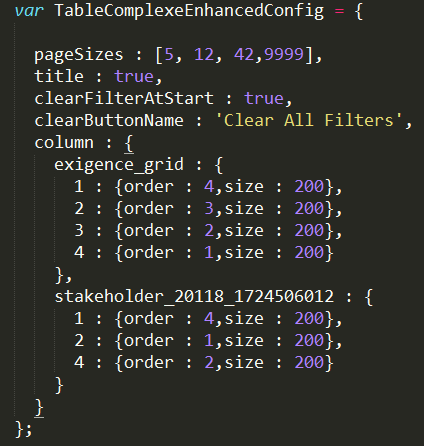 var TableComplexeEnhancedConfig = {
pageSizes : [5, 12, 42,9999],
title : true,
clearFilterAtStart : true,
clearButtonName : 'Clear All Filters',
column : {
exigence_grid : {
1 : {order : 4,size : 200},
2 : {order : 3,size : 200},
3 : {order : 2,size : 200},
4 : {order : 1,size : 200}
},
stakeholder_20118_1724506012 : {
1 : {order : 4,size : 200},
2 : {order : 1,size : 200},
4 : {order : 2,size : 200}
}
}
};